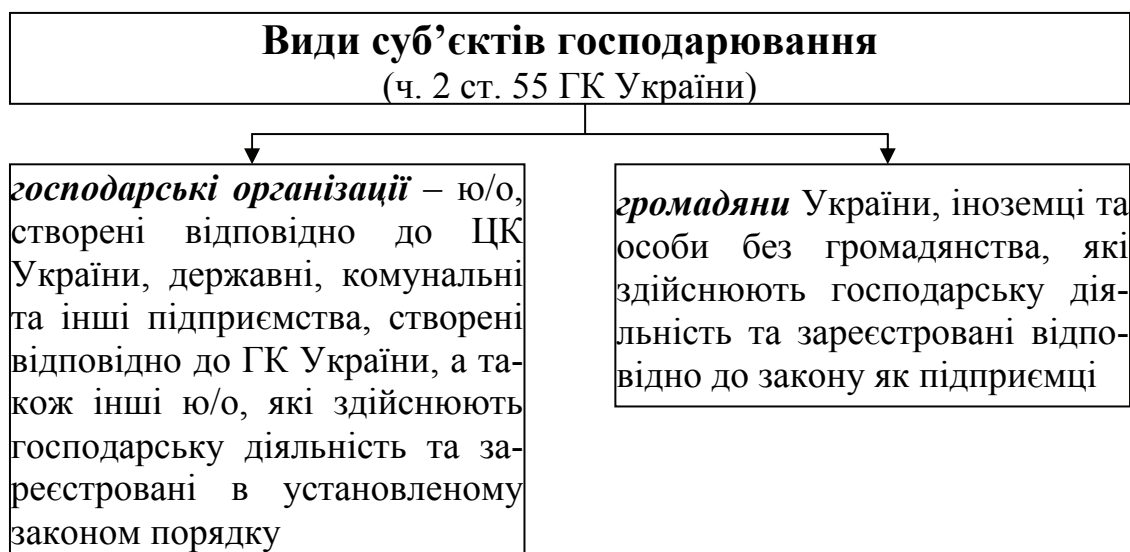 Види суб’єктів господарювання
(ч. 2 ст. 55 ГК України)
господарські організації – ю/о,
створені відповідно до ЦК
України, державні, комунальні
та інші підприємства, створені
відповідно до ГК України, а та-
кож інші ю/о, які здійснюють
господарську діяльність та за-
реєстровані в установленому
законом порядку
громадяни України, іноземці та
особи без громадянства, які
здійснюють господарську дія-
льність та зареєстровані відпо-
відно до закону як підприємці